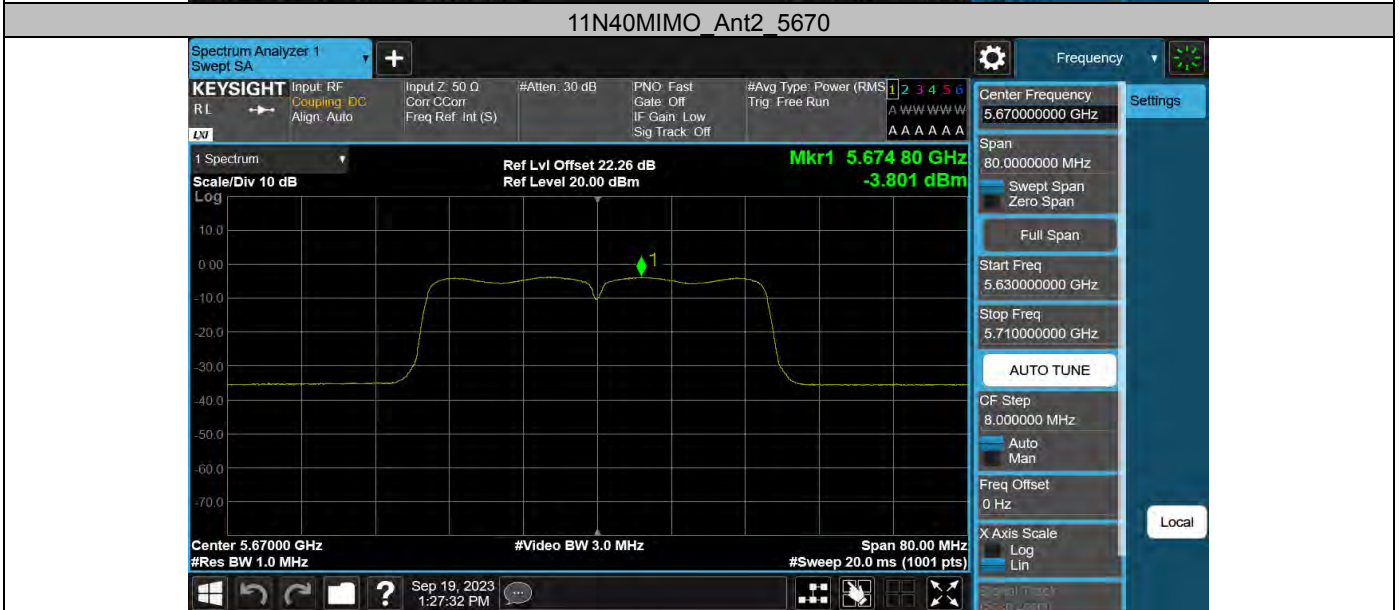 11N40MIMO_Ant2_5670
Spectrum Analyzer 1
Swept SA
Frequency
KEYSIGHT
RL
LXI
Input: RF
Coupling: DC
Align: Auto
Input Z: 50 Ω
Corr CCorr
Freq Ref: Int (S)
#Atten: 30 dB
PNO: Fast
Gate: Off
IF Gain: Low
Sig Track: Off
#Avg Type: Power (RMS
Trig: Free Run
1 2 3 4 5 6
A W W W W W
A A A A A A
1 Spectrum
Scale/Div 10 dB
Log
Ref Lvl Offset 22.26 dB
Ref Level 20.00 dBm
Mkr1 5.674 80 GHz
-3.801 dBm
10.0
0.00
-10.0
-20.0
-30.0
-40.0
-50.0
-60.0
-70.0
1
Center 5.67000 GHz
#Res BW 1.0 MHz
#Video BW 3.0 MHz
Span 80.00 MHz
#Sweep 20.0 ms (1001 pts)
Center Frequency
5.670000000 GHz
Span
80.0000000 MHz
Swept Span
Zero Span
Full Span
Start Freq
5.630000000 GHz
Stop Freq
5.710000000 GHz
AUTO TUNE
CF Step
8.000000 MHz
Auto
Man
Freq Offset
0 Hz
X Axis Scale
Log
Lin
Settings
Local
?
Sep 19, 2023
1:27:32 PM